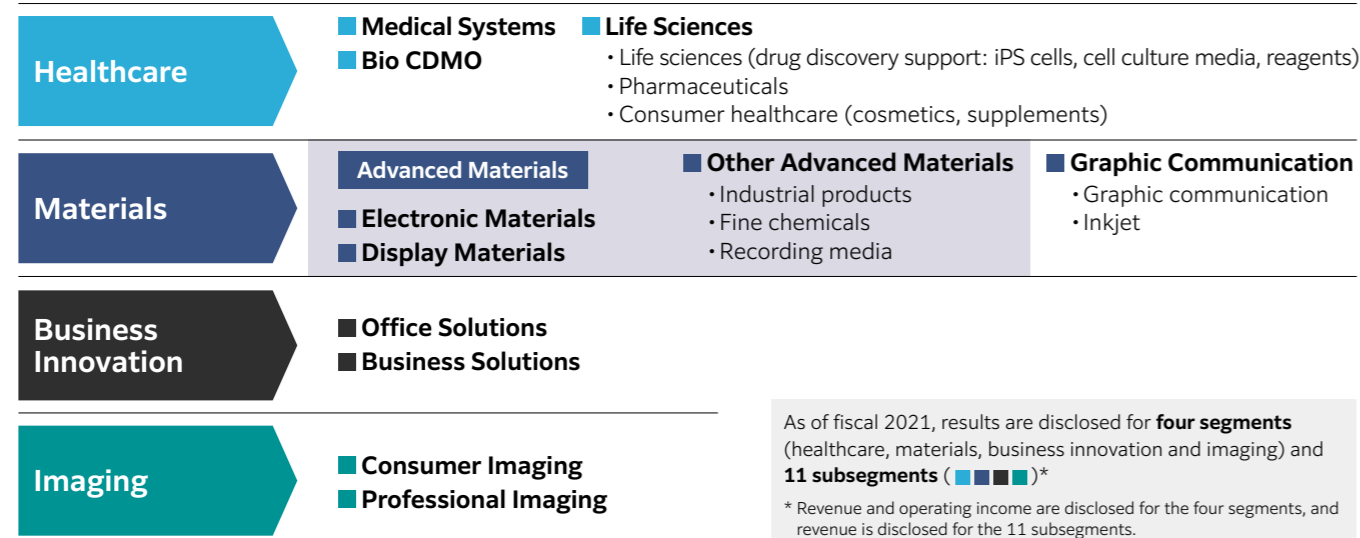 Healthcare
Medical Systems
Bio CDMO
Life Sciences
・Life sciences (drug discovery support: iPS cells, cell culture media, reagents)
・Pharmaceuticals
・Consumer healthcare (cosmetics, supplements)
Materials
Advanced Materials
Electronic Materials
Display Materials
Other Advanced Materials
・Industrial products
・Fine chemicals
・Recording media
Graphic Communication
・Graphic communication
・Inkjet
Business
Innovation
Office Solutions
Business Solutions
Imaging
Consumer Imaging
Professional Imaging
As of fiscal 2021, results are disclosed for four segments
(healthcare, materials, business innovation and imaging) and
11 subsegments ( ■■■■)*
* Revenue and operating income are disclosed for the four segments, and
revenue is disclosed for the 11 subsegments.